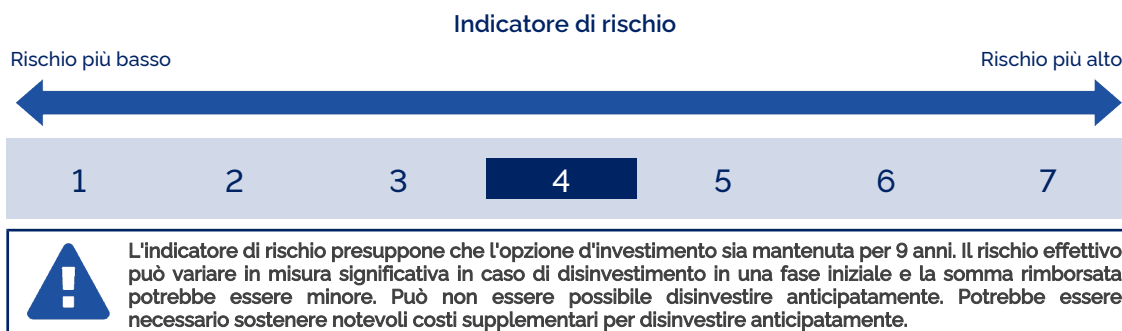 Indicatore di rischio
Rischio più basso
Rischio più alto
1 2 3 4 5 6 7
L'indicatore di rischio presuppone che l'opzione d'investimento sia mantenuta per 9 anni. Il rischio effettivo
può variare in misura significativa in caso di disinvestimento in una fase iniziale e la somma rimborsata
potrebbe essere minore. Può non essere possibile disinvestire anticipatamente. Potrebbe essere
necessario sostenere notevoli costi supplementari per disinvestire anticipatamente.